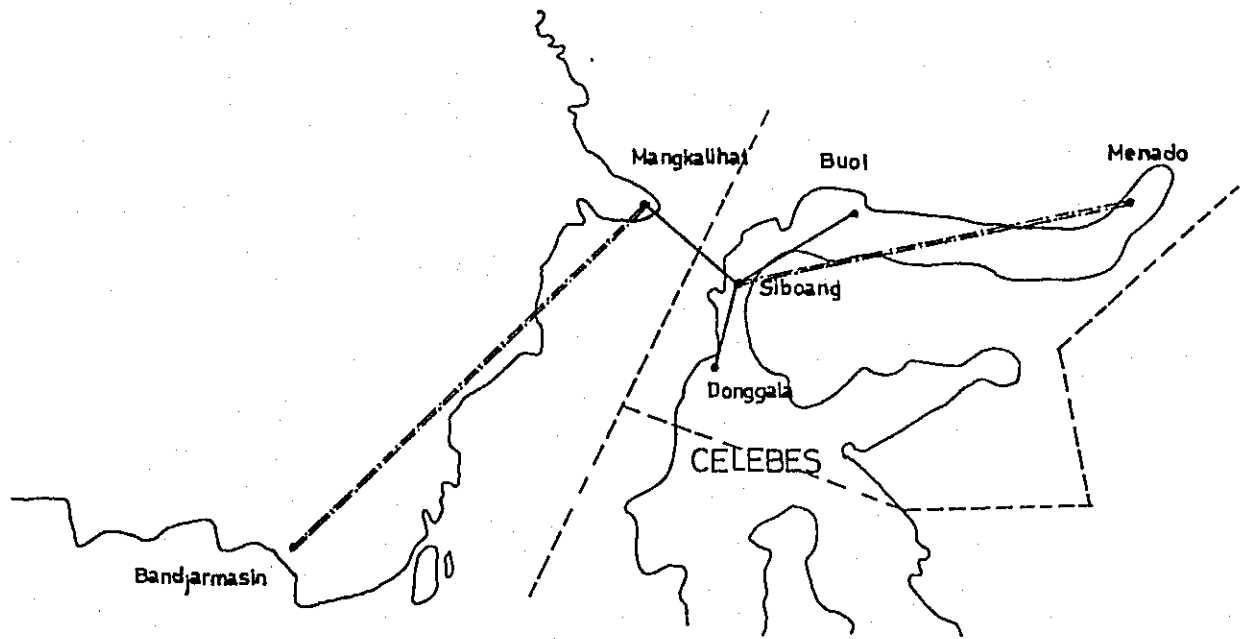 Mangkalihat
Buol
Menado
Siboang
Donggala
CELEBES
Bandjarmasin